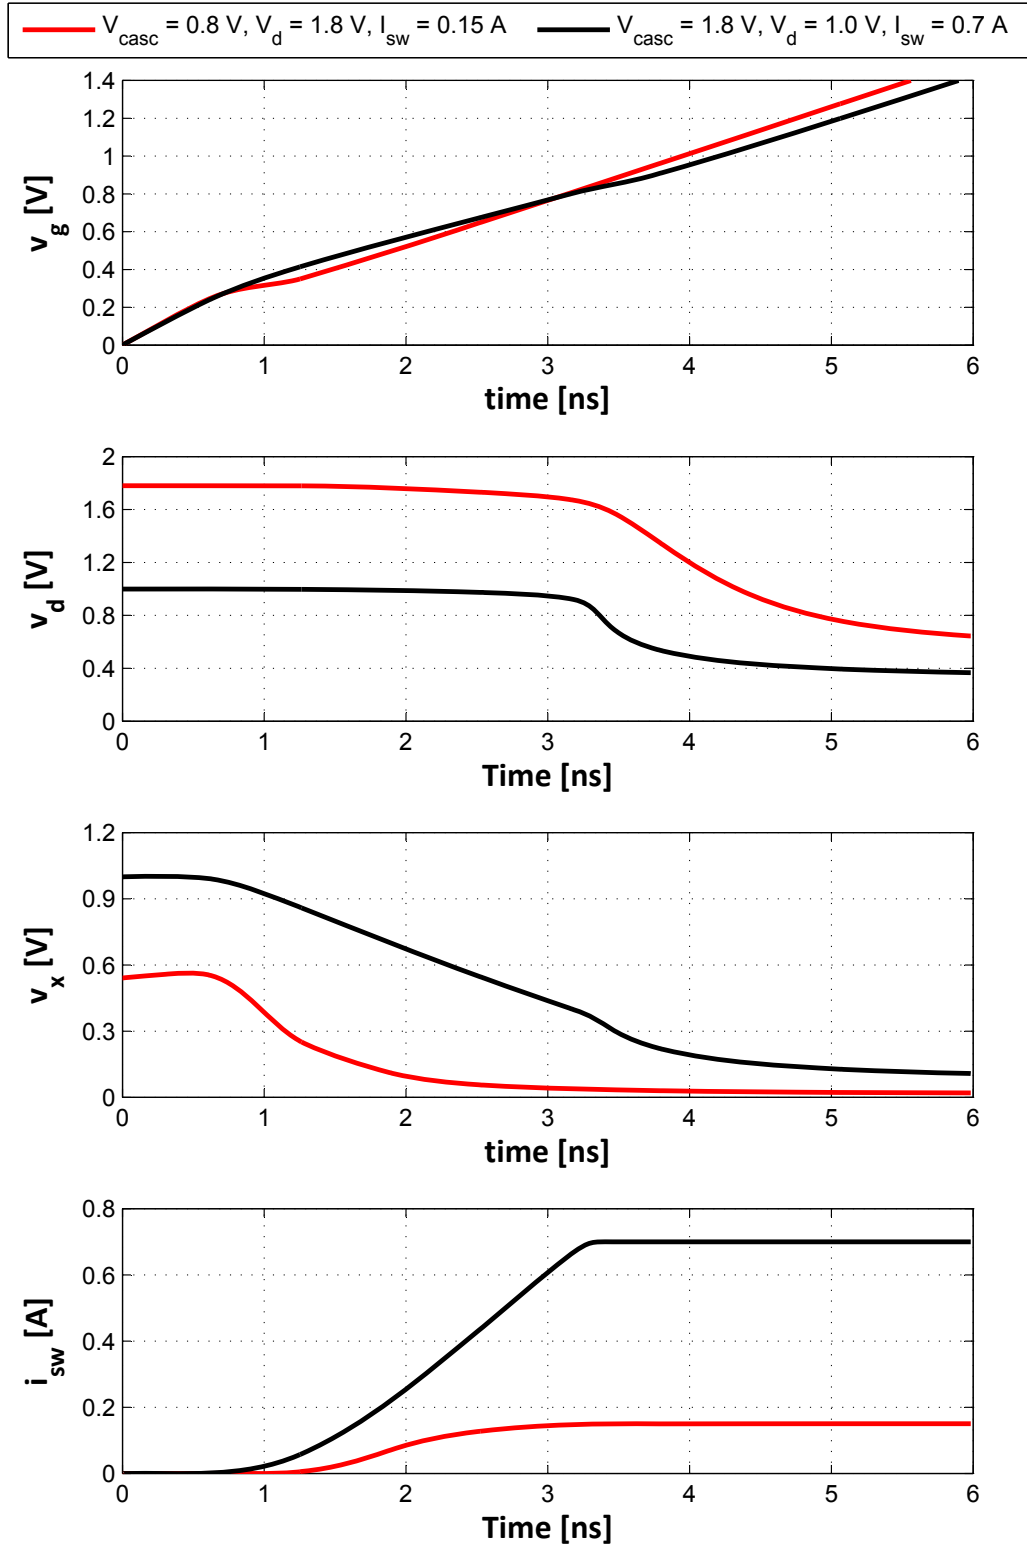 V_casc = 0.8 V, V_d = 1.8 V, I_sw = 0.15 A    V_casc = 1.8 V, V_d = 1.0 V, I_sw = 0.7 A
1.4
1.2
1
0.8
0.6
0.4
0.2
0
v_g [V]
0 1 2 3 4 5 6
time [ns]
2
1.6
1.2
0.8
0.4
0
v_d [V]
0 1 2 3 4 5 6
Time [ns]
1.2
0.9
0.6
0.3
0
v_x [V]
0 1 2 3 4 5 6
time [ns]
0.8
0.6
0.4
0.2
0
i_sw [A]
0 1 2 3 4 5 6
Time [ns]